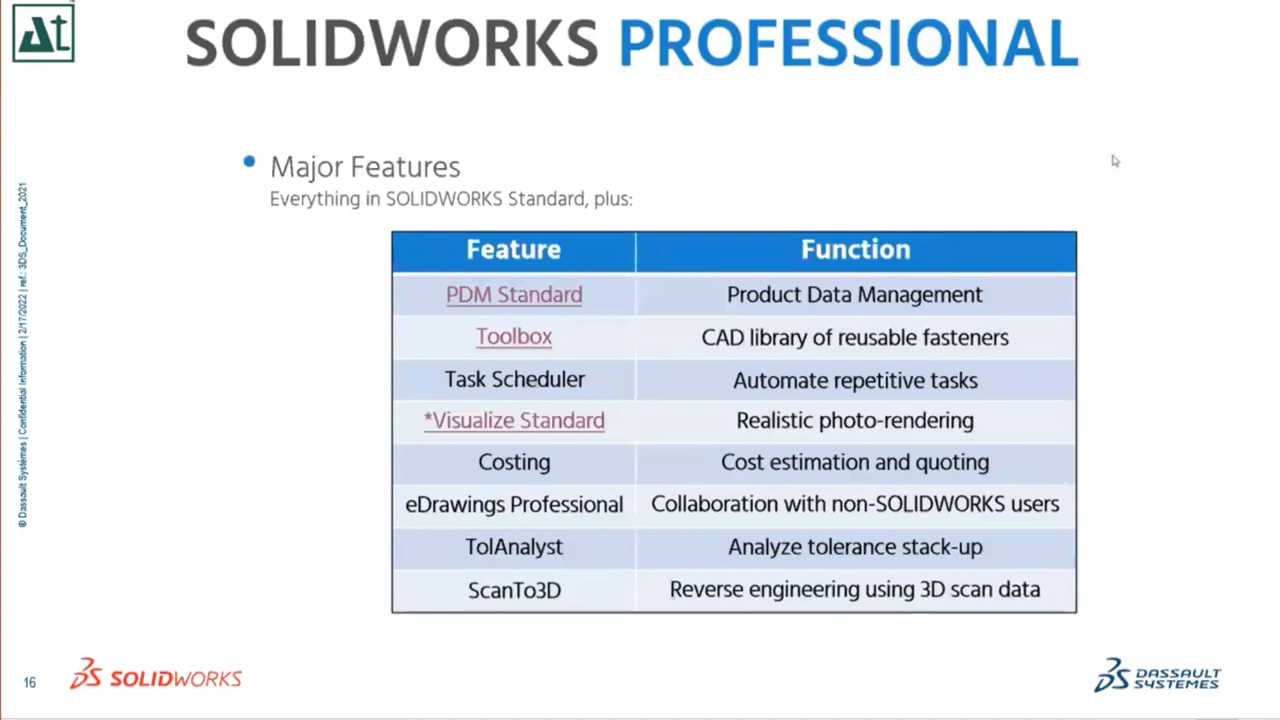 At
SOLIDWORKS PROFESSIONAL
Major Features
Everything in SOLIDWORKS Standard, plus:
Feature Function
PDM Standard Product Data Management
Toolbox CAD library of reusable fasteners
Task Scheduler Automate repetitive tasks
*Visualize Standard Realistic photo-rendering
Costing Cost estimation and quoting
eDrawings Professional Collaboration with non-SOLIDWORKS users
TolAnalyst Analyze tolerance stack-up
ScanTo3D Reverse engineering using 3D scan data
© Dassault Systèmes | Confidential Information | 2/17/2022 | ref.: 3DS_Document_2021
16
3DS SOLIDWORKS
3DS DASSAULT
SYSTEMES